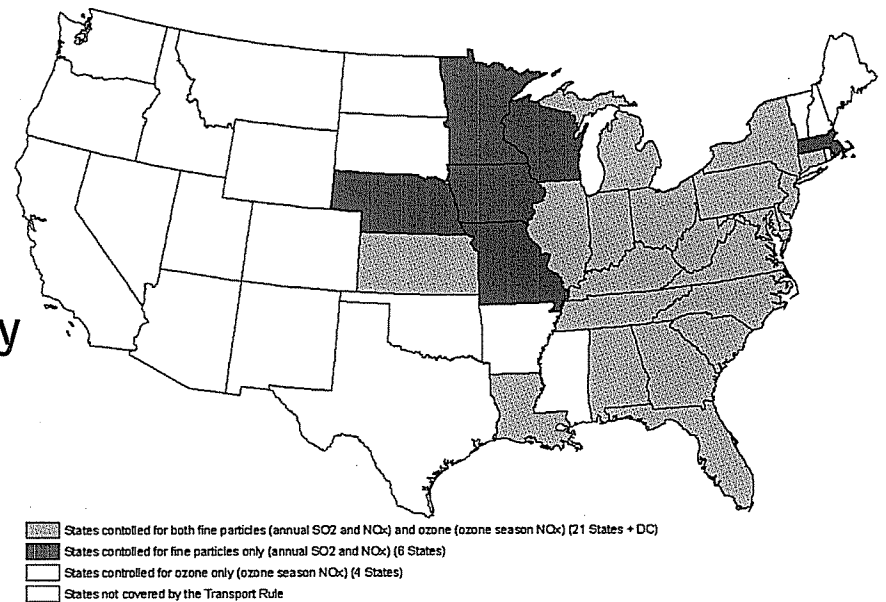 y
States contolled for both fine particles (annual SO2 and NOx) and ozone (ozone season NOx) (21 States + DC)
States contolled for fine particles only (annual SO2 and NOx) (6 States)
States controlled for ozone only (ozone season NOx) (4 States)
States not covered by the Transport Rule